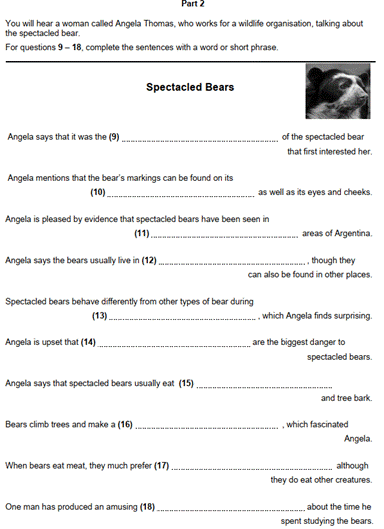 Part 2
You will hear a woman called Angela Thomas, who works for a wildlife organisation, talking about
the spectacled bear.
For questions 9 – 18, complete the sentences with a word or short phrase.
Spectacled Bears
Angela says that it was the (9) ........................................ of the spectacled bear
that first interested her.
Angela mentions that the bear's markings can be found on its
(10) ........................................ as well as its eyes and cheeks.
Angela is pleased by evidence that spectacled bears have been seen in
(11) ........................................ areas of Argentina.
Angela says the bears usually live in (12) ........................................ , though they
can also be found in other places.
Spectacled bears behave differently from other types of bear during
(13) ........................................ , which Angela finds surprising.
Angela is upset that (14) ........................................ are the biggest danger to
spectacled bears.
Angela says that spectacled bears usually eat (15) ........................................
and tree bark.
Bears climb trees and make a (16) ........................................ , which fascinated
Angela.
When bears eat meat, they much prefer (17) ........................................ although
they do eat other creatures.
One man has produced an amusing (18) ........................................ about the time he
spent studying the bears.